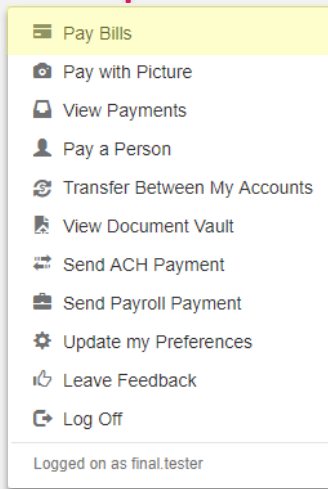 Pay Bills
Pay with Picture
View Payments
Pay a Person
Transfer Between My Accounts
View Document Vault
Send ACH Payment
Send Payroll Payment
Update my Preferences
Leave Feedback
Log Off
Logged on as final.tester